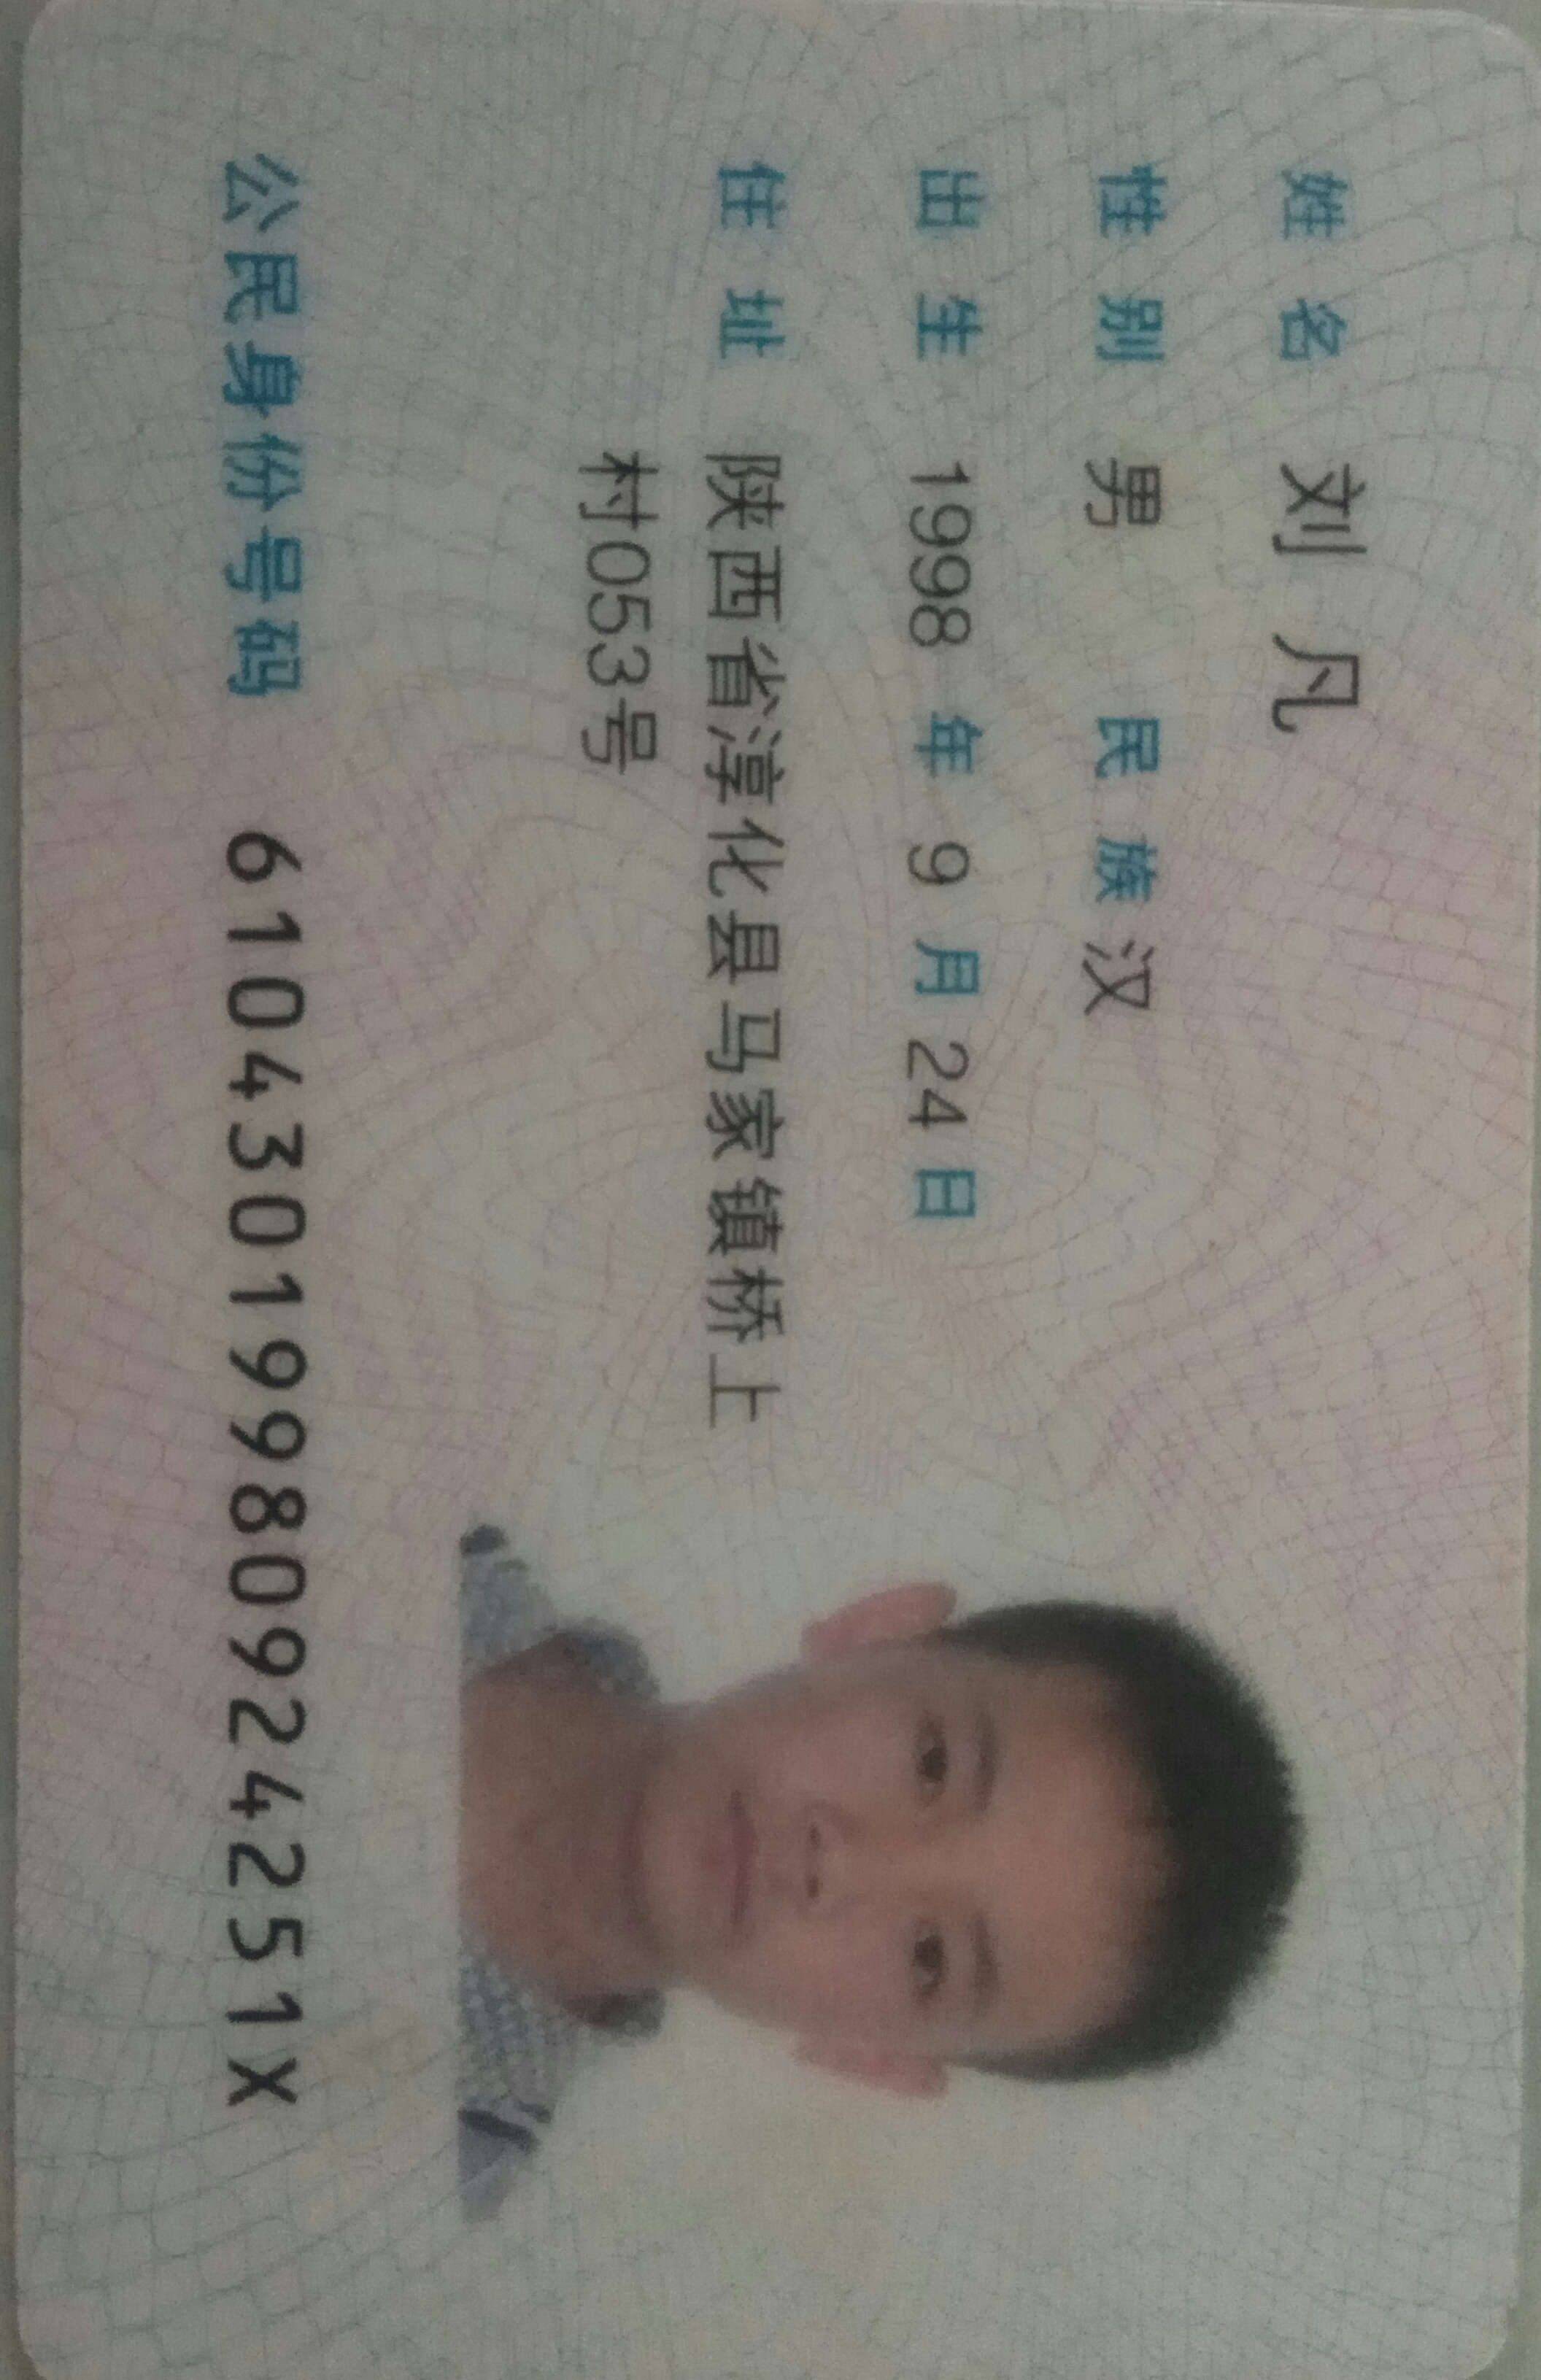 姓名 刘凡
性别 男 民族 汉
出生 1998 年 9 月 24 日
住址 陕西省淳化县马家镇桥上
村053号
公民身份号码 61043019980924251X